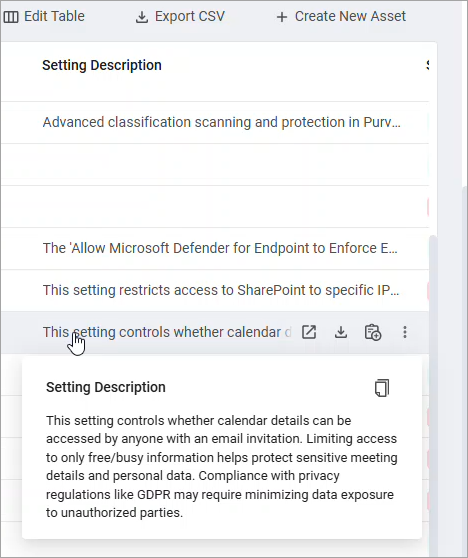 Edit Table Export CSV Create New Asset
Setting Description
Advanced classification scanning and protection in Purv...
The 'Allow Microsoft Defender for Endpoint to Enforce E...
This setting restricts access to SharePoint to specific IP...
This setting controls whether calendar
Setting Description
This setting controls whether calendar details can be
accessed by anyone with an email invitation. Limiting access
to only free/busy information helps protect sensitive meeting
details and personal data. Compliance with privacy
regulations like GDPR may require minimizing data exposure
to unauthorized parties.